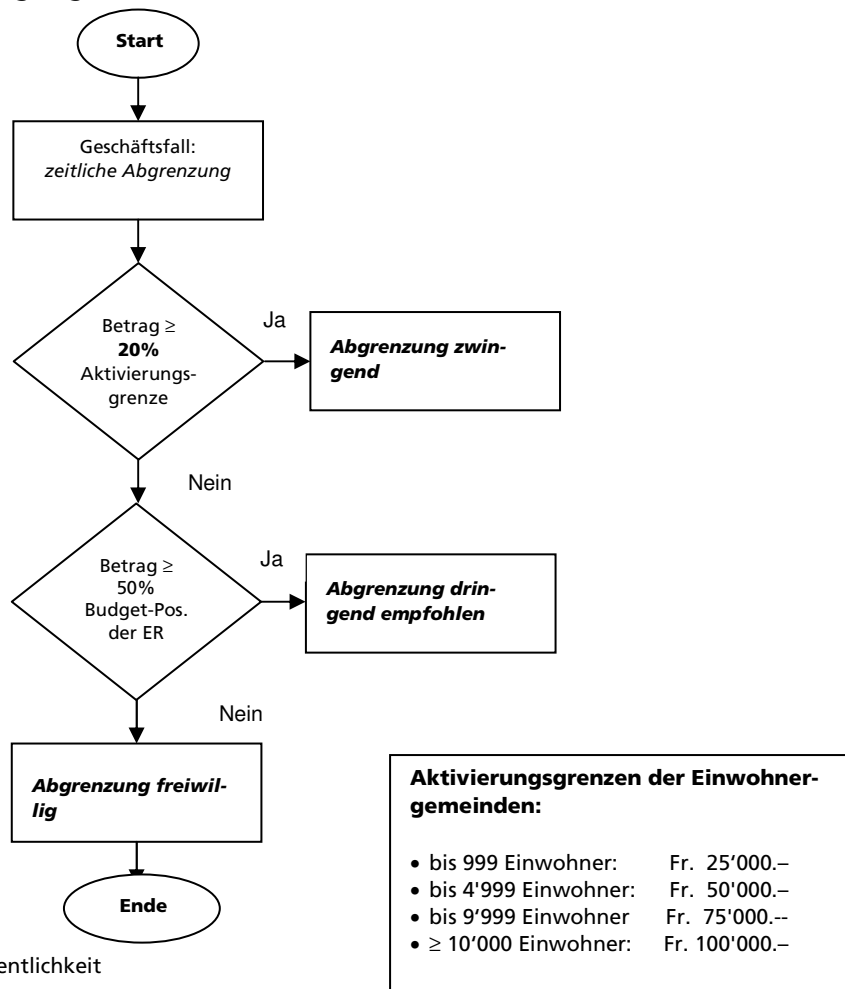 Start
Geschäftsfall:
zeitliche Abgrenzung
Betrag ≥
20%
Aktivierungs-
grenze
Ja
Abgrenzung zwin-
gend
Nein
Betrag ≥
50%
Budget-Pos.
der ER
Ja
Abgrenzung drin-
gend empfohlen
Nein
Abgrenzung freiwil-
lig
Ende
entlichkeit
Aktivierungsgrenzen der Einwohner-
gemeinden:
• bis 999 Einwohner: Fr. 25‘000.–
• bis 4'999 Einwohner: Fr. 50'000.–
• bis 9‘999 Einwohner Fr. 75'000.--
• ≥ 10‘000 Einwohner: Fr. 100'000.–